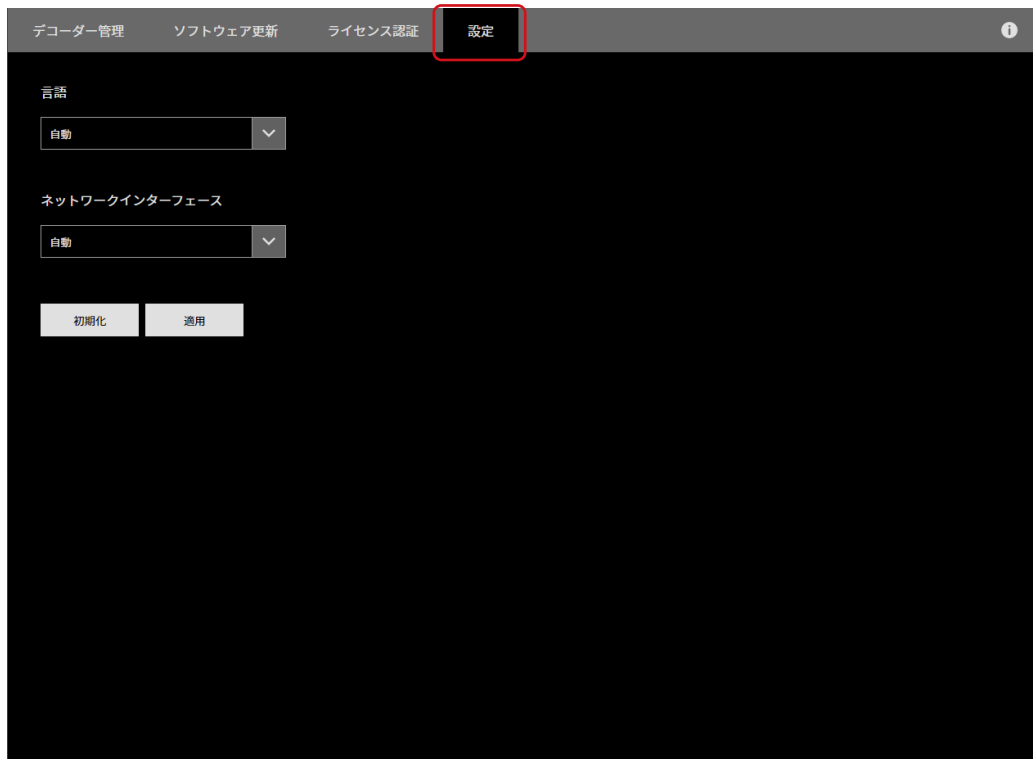 デコーダー管理 ソフトウェア更新 ライセンス認証 設定
言語
自動
ネットワークインターフェース
自動
初期化 適用